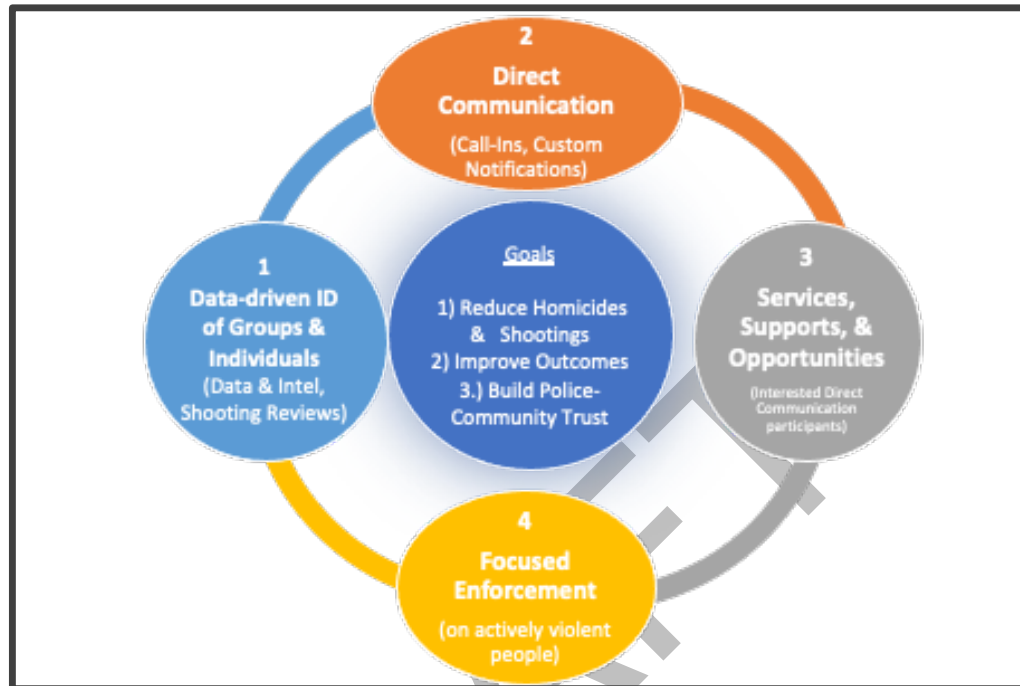 2
Direct
Communication
(Call-Ins, Custom
Notifications)
1
Data-driven ID
of Groups &
Individuals
(Data & Intel,
Shooting Reviews)
Goals
1) Reduce Homicides
& Shootings
2) Improve Outcomes
3.) Build Police-
Community Trust
3
Services,
Supports, &
Opportunities
(Interested Direct
Communication
participants)
4
Focused
Enforcement
(on actively violent
people)